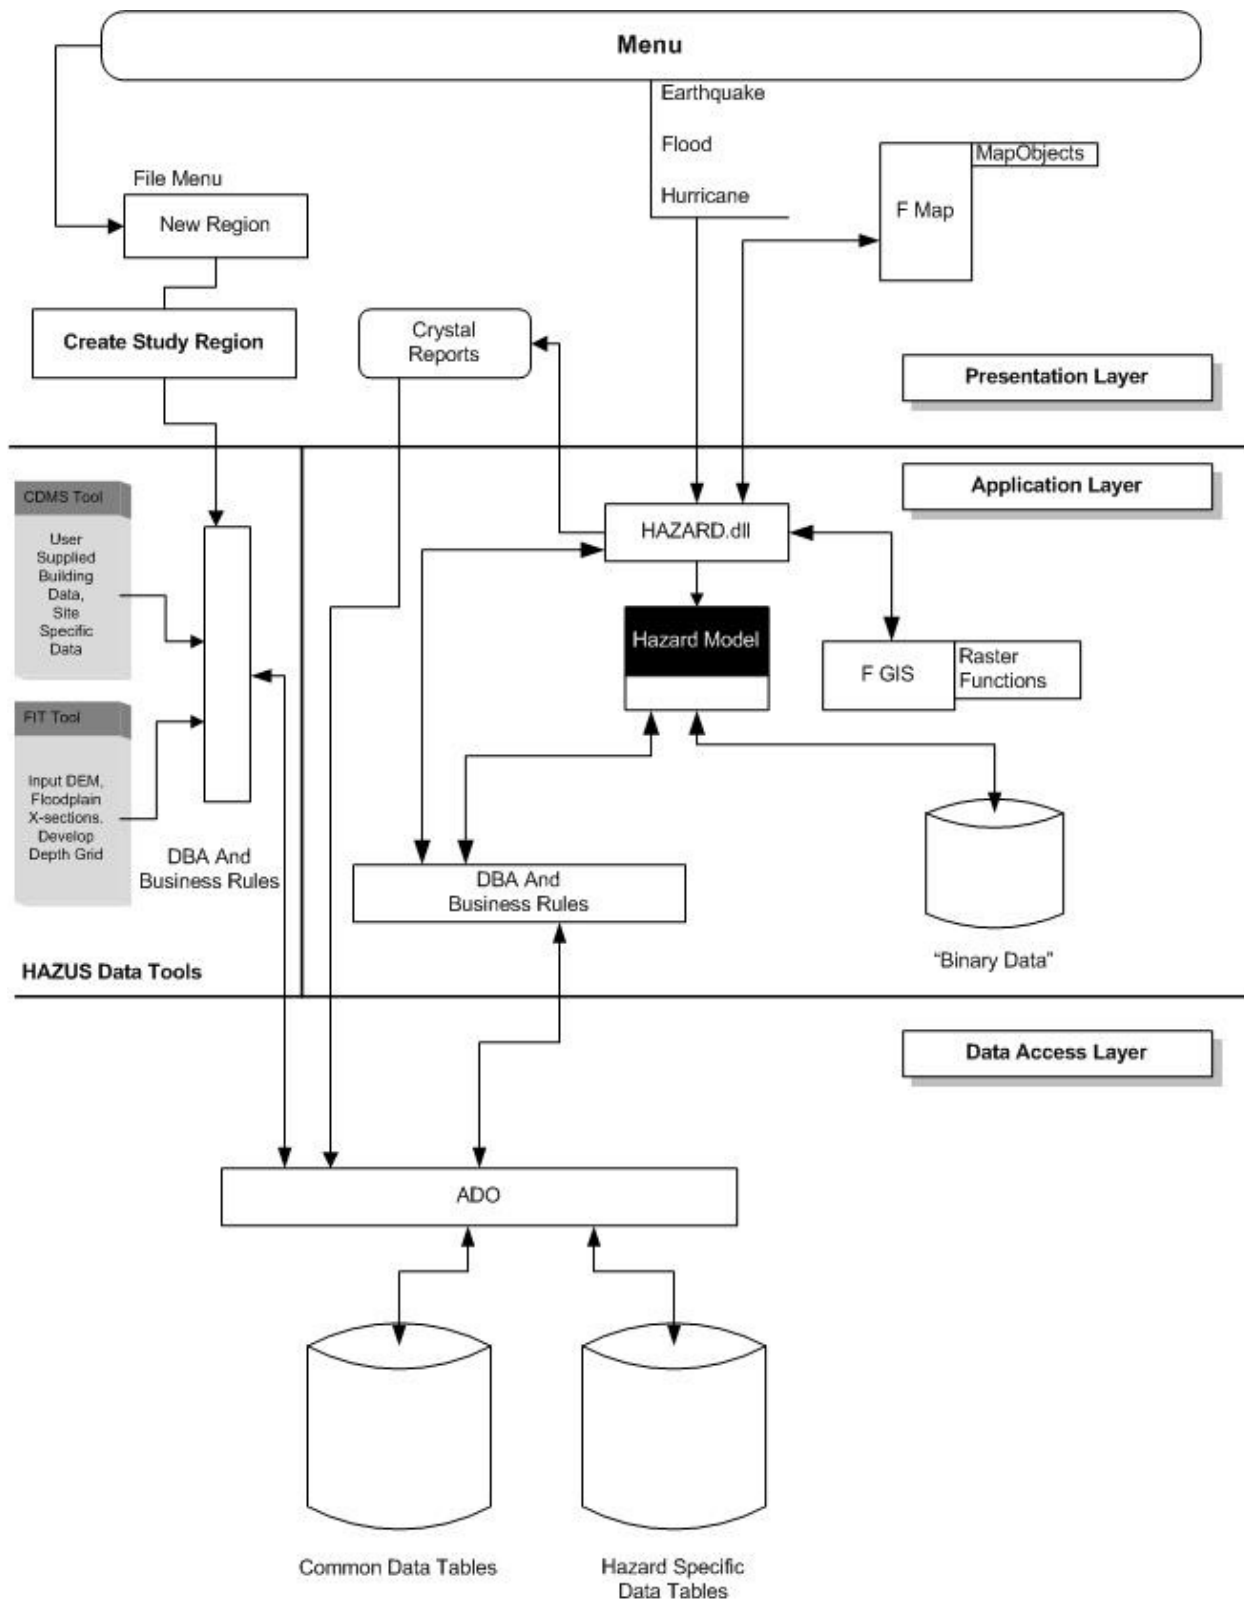 Menu
Earthquake
Flood
Hurricane
MapObjects
F Map
File Menu
New Region
Create Study Region
Crystal
Reports
Presentation Layer
Application Layer
CDMS Tool
User
Supplied
Building
Data,
Site
Specific
Data
HAZARD.dll
Hazard Model
F GIS
Raster
Functions
FIT Tool
Input DEM,
Floodplain
X-sections.
Develop
Depth Grid
DBA And
Business Rules
DBA And
Business Rules
"Binary Data"
HAZUS Data Tools
Data Access Layer
ADO
Common Data Tables
Hazard Specific
Data Tables